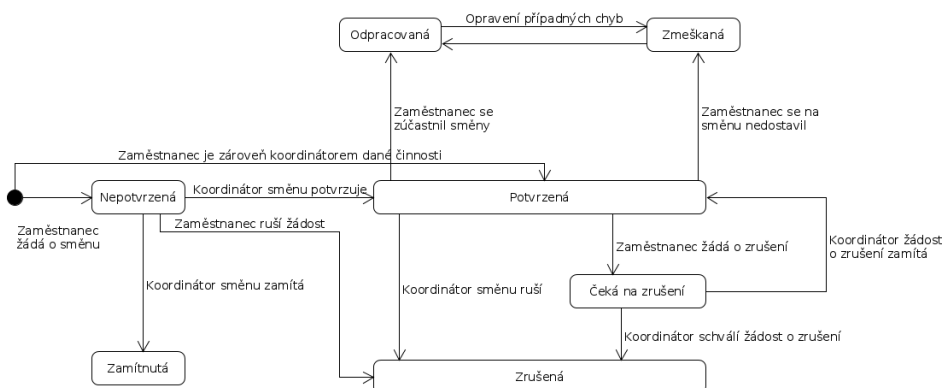 Opravení případných chyb
Odpracovaná
Zmeškaná
Zaměstnanec se
zúčastnil směny
Zaměstnanec se na
směnu nedostavil
Zaměstnanec je zároveň koordinátorem dané činnosti
Nepotvrzená
Koordinátor směnu potvrzuje
Potvrzená
Zaměstnanec
žádá o směnu
Zaměstnanec ruší žádost
Zaměstnanec žádá o zrušení
Koordinátor žádost
o zrušení zamítá
Koordinátor směnu zamítá
Koordinátor směnu ruší
Čeká na zrušení
Koordinátor schválí žádost o zrušení
Zamítnutá
Zrušená